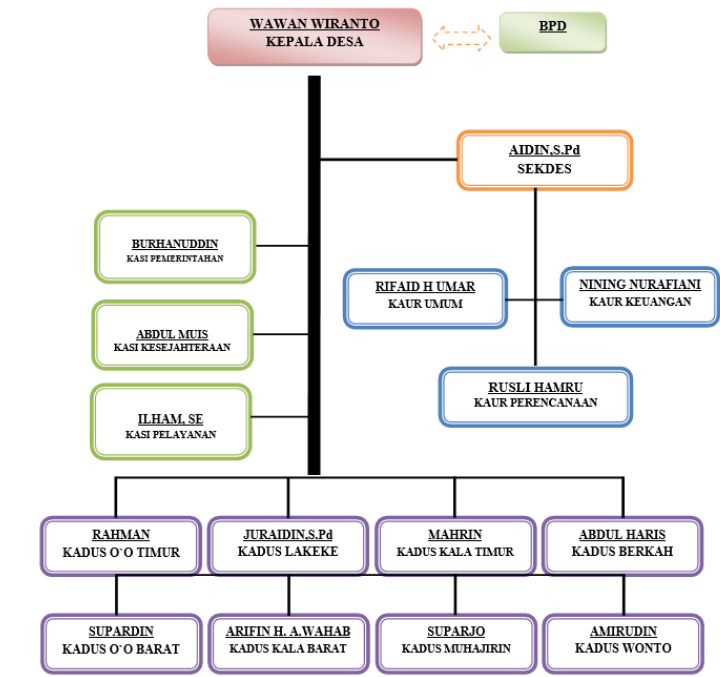 WAWAN WIRANTO
KEPALA DESA
BPD
AIDIN,S.Pd
SEKDES
BURHANUDDIN
KASI PEMERINTAHAN
RIFAID H UMAR
KAUR UMUM
NINING NURAFIANI
KAUR KEUANGAN
ABDUL MUIS
KASI KESEJAHTERAAN
RUSLI HAMRU
KAUR PERENCANAAN
ILHAM, SE
KASI PELAYANAN
RAHMAN
KADUS O`O TIMUR
JURAIDIN,S.Pd
KADUS LAKEKE
MAHRIN
KADUS KALA TIMUR
ABDUL HARIS
KADUS BERKAH
SUPARDIN
KADUS O`O BARAT
ARIFIN H. A.WAHAB
KADUS KALA BARAT
SUPARJO
KADUS MUHAJIRIN
AMIRUDIN
KADUS WONTO